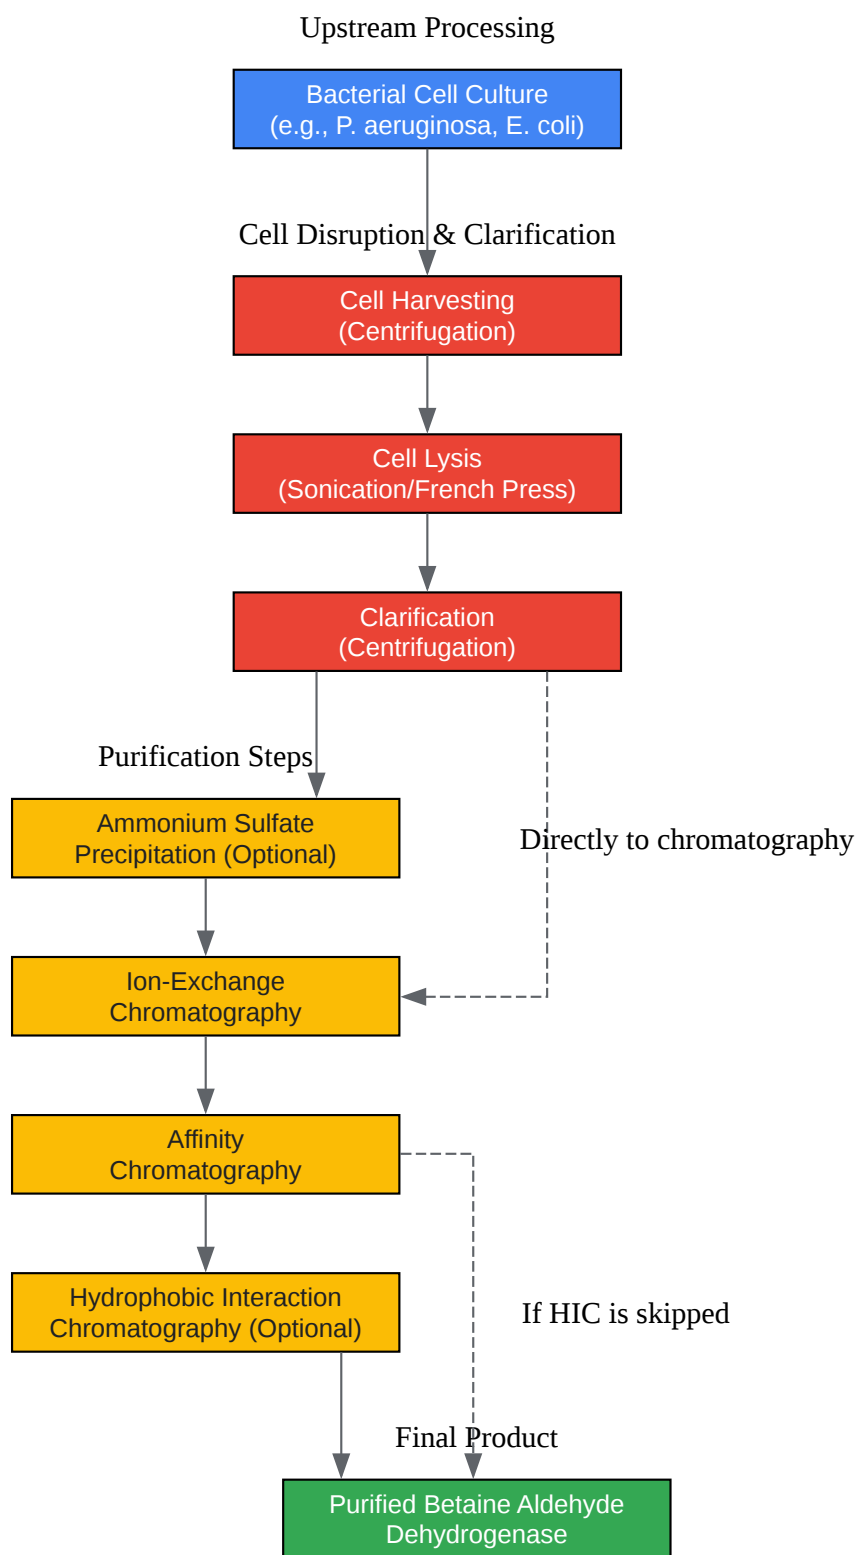 Upstream Processing
Bacterial Cell Culture
(e.g., P. aeruginosa, E. coli)
Cell Disruption & Clarification
Cell Harvesting
(Centrifugation)
Cell Lysis
(Sonication/French Press)
Clarification
(Centrifugation)
Purification Steps
Ammonium Sulfate
Precipitation (Optional)
Directly to chromatography
Ion-Exchange
Chromatography
Affinity
Chromatography
Hydrophobic Interaction
Chromatography (Optional)
If HIC is skipped
Final Product
Purified Betaine Aldehyde
Dehydrogenase